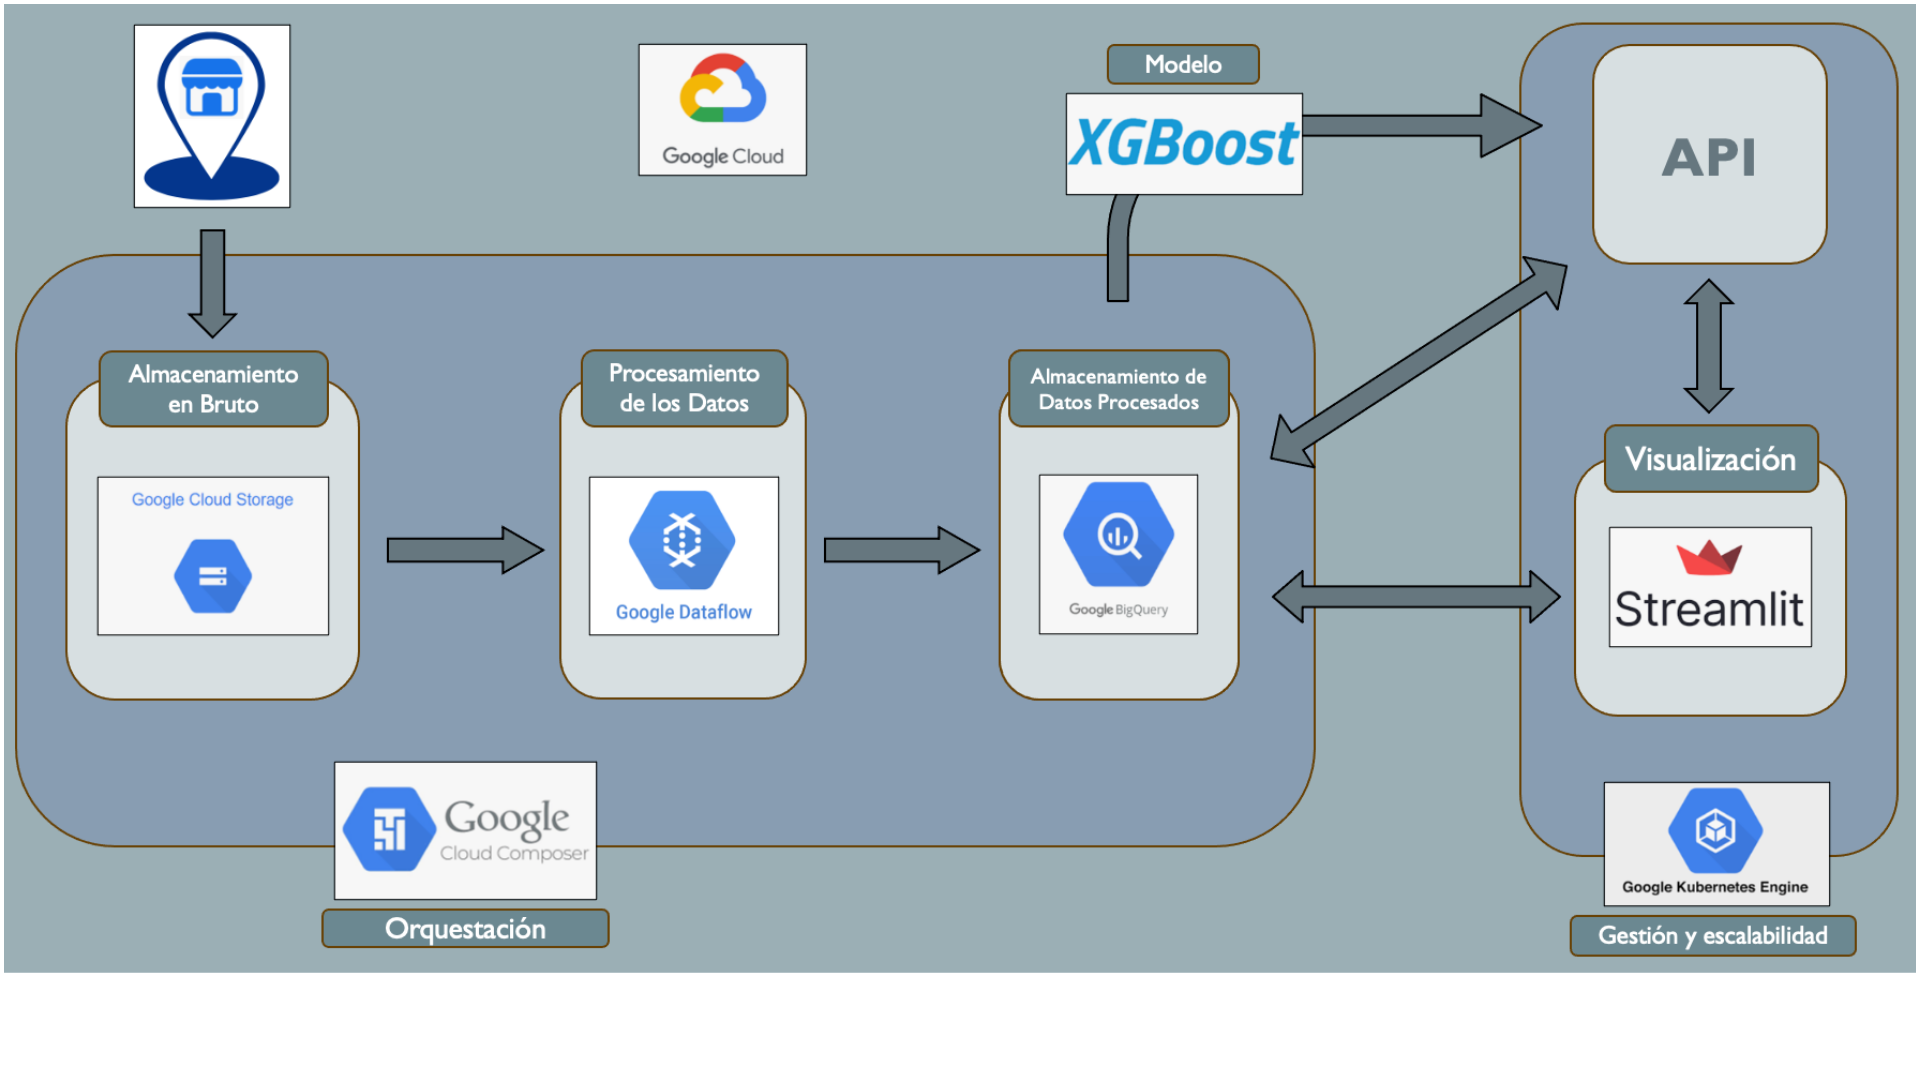 Google Cloud
Modelo
XGBoost
API
Almacenamiento
en Bruto
Google Cloud Storage
Procesamiento
de los Datos
Google Dataflow
Almacenamiento de
Datos Procesados
Google BigQuery
Visualización
Streamlit
Google
Cloud Composer
Orquestación
Google Kubernetes Engine
Gestión y escalabilidad